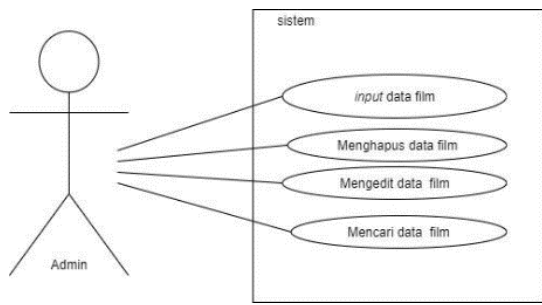 sistem
input data film
Menghapus data film
Mengedit data film
Mencari data film
Admin